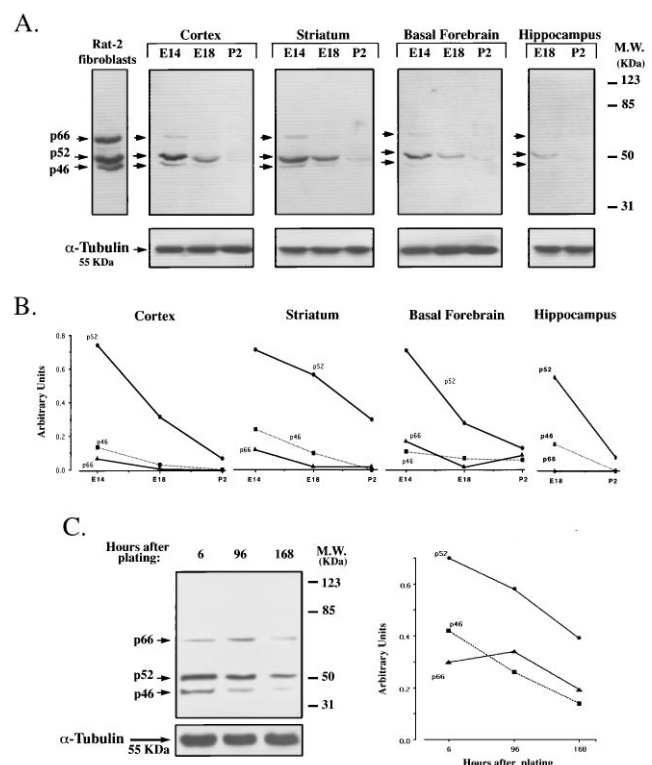 A.
Rat-2 fibroblasts
Cortex
Striatum
Basal Forebrain
Hippocampus
M.W. (KDa)
E14 E18 P2
E14 E18 P2
E14 E18 P2
E18 P2
p66
p52
p46
123
85
50
31
α-Tubulin
55 KDa
B.
Cortex
Striatum
Basal Forebrain
Hippocampus
Arbitrary Units
0.8
0.6
0.4
0.2
0.0
p52
p46
p66
E14 E18 P2
p52
p46
p66
E14 E18 P2
p52
p66
p46
E14 E18 P2
p52
p46
p66
E18 P2
C.
Hours after plating:
6 96 168
M.W. (KDa)
123
85
50
31
p66
p52
p46
α-Tubulin
55 KDa
Arbitrary Units
0.6
0.4
0.2
0.0
p52
p46
p66
6 96 168
Hours after plating